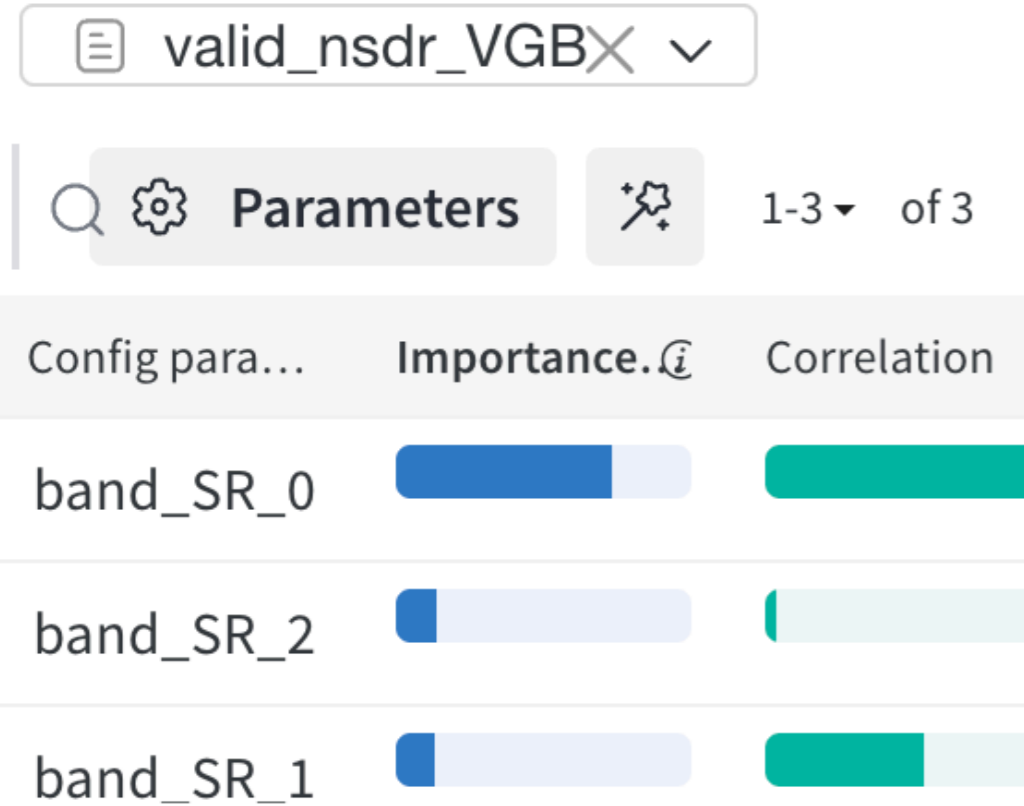 valid_nsdr_VGB
Parameters 1-3 of 3
Config para... Importance... Correlation
band_SR_0
band_SR_2
band_SR_1